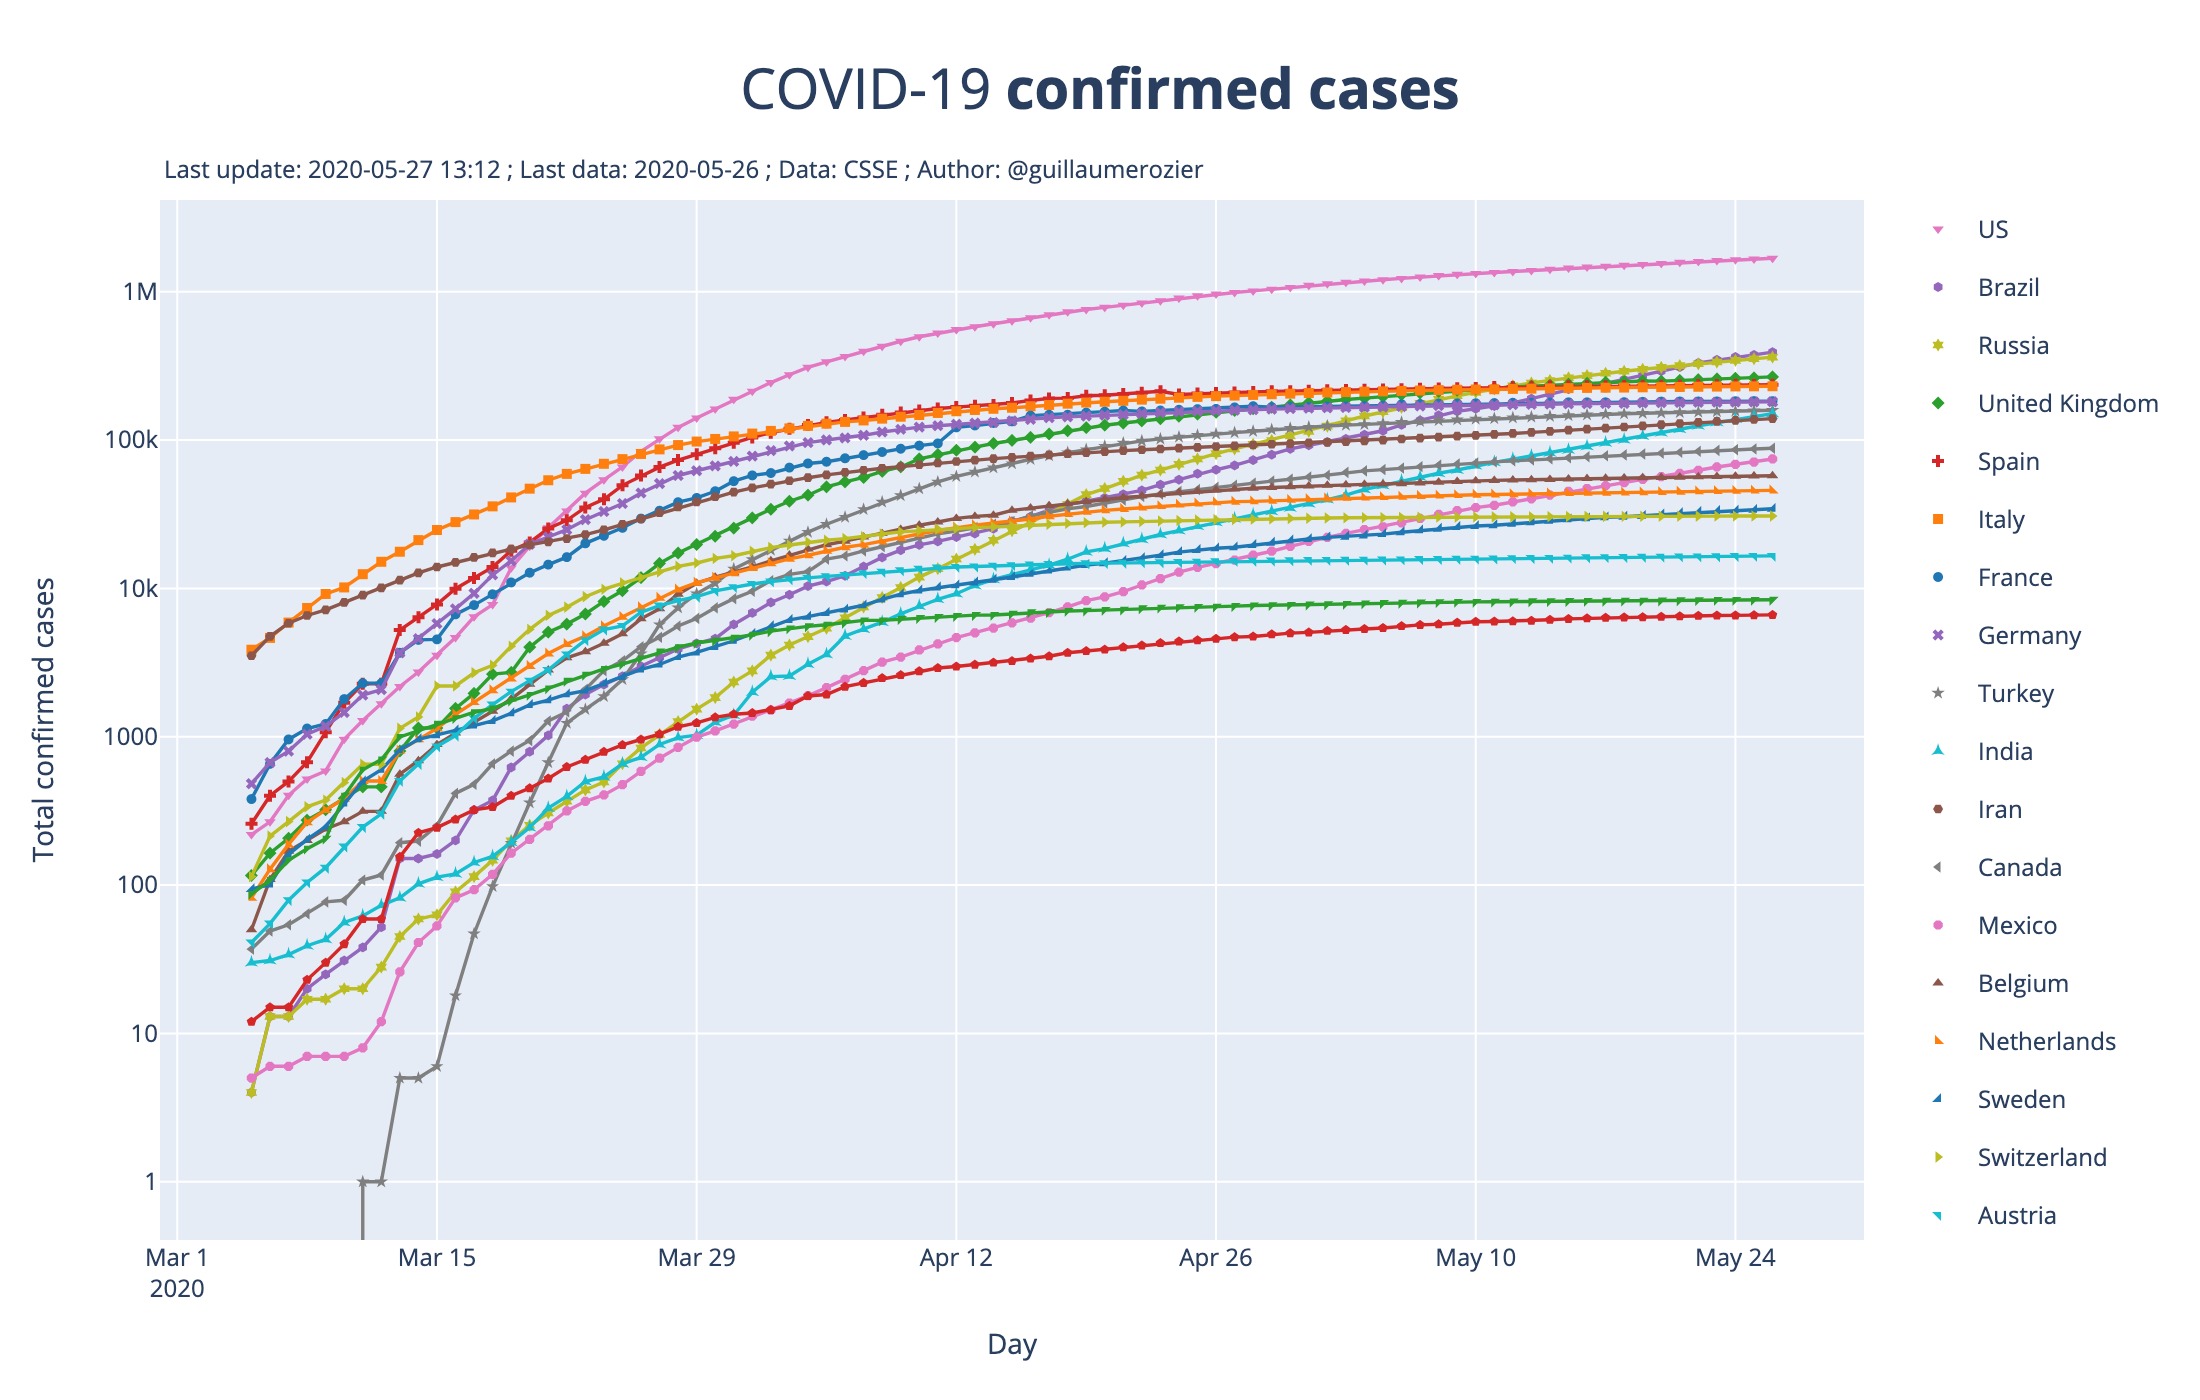 COVID-19 confirmed cases
Last update: 2020-05-27 13:12 ; Last data: 2020-05-26 ; Data: CSSE ; Author: @guillaumerozier
Total confirmed cases
1M
100k
10k
1000
100
10
1
Mar 1
2020
Mar 15
Mar 29
Apr 12
Apr 26
May 10
May 24
Day
US
Brazil
Russia
United Kingdom
Spain
Italy
France
Germany
Turkey
India
Iran
Canada
Mexico
Belgium
Netherlands
Sweden
Switzerland
Austria